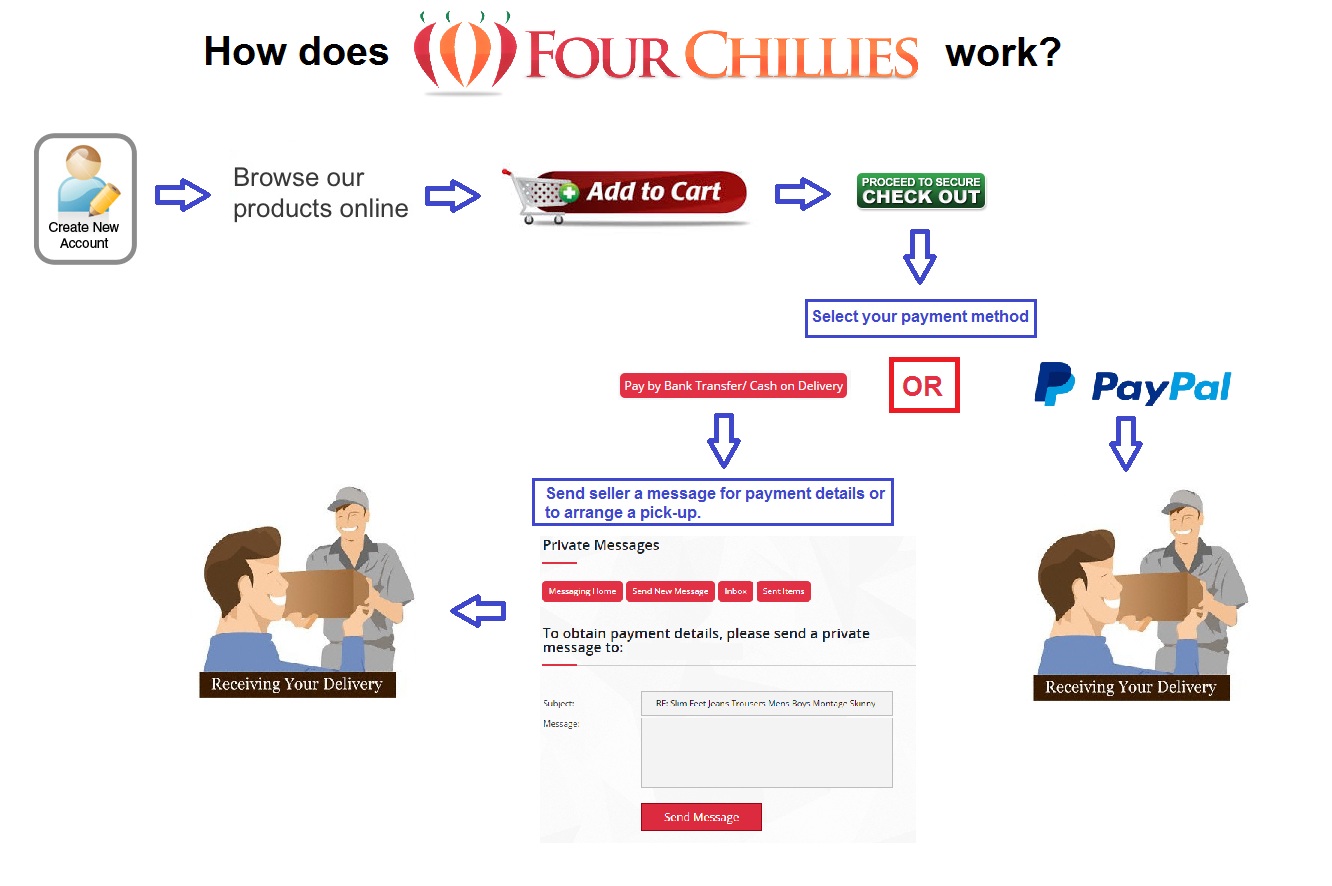 How does FOUR CHILLIES work?
Create New
Account
Browse our
products online
Add to Cart
PROCEED TO SECURE
CHECK OUT
Select your payment method
Pay by Bank Transfer/ Cash on Delivery
OR
PayPal
Send seller a message for payment details or
to arrange a pick-up.
Private Messages
Messaging Home
Send New Message
Inbox
Sent Items
To obtain payment details, please send a private
message to:
Subject:
RE: Slim Feet Jeans Trousers Mens Boys Montage Skinny
Message:
Send Message
Receiving Your Delivery
Receiving Your Delivery